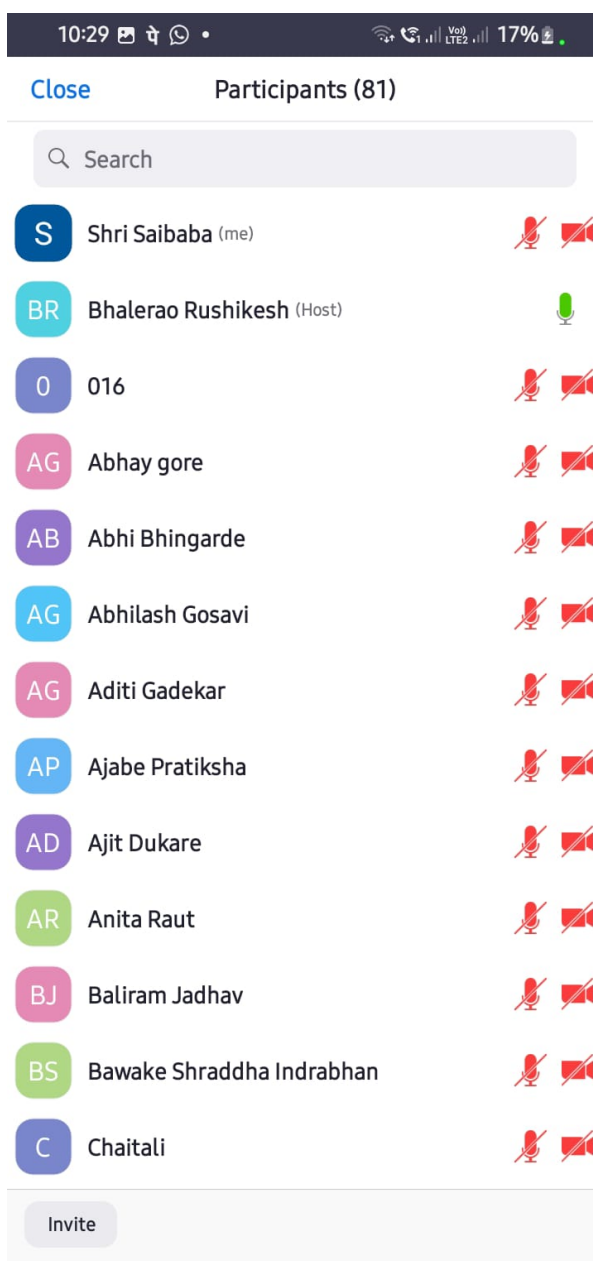 10:29 पे Vo) LTE2 17%
Close Participants (81)
Search
S Shri Saibaba (me)
BR Bhalerao Rushikesh (Host)
0 016
AG Abhay gore
AB Abhi Bhingarde
AG Abhilash Gosavi
AG Aditi Gadekar
AP Ajabe Pratiksha
AD Ajit Dukare
AR Anita Raut
BJ Baliram Jadhav
BS Bawake Shraddha Indrabhan
C Chaitali
Invite